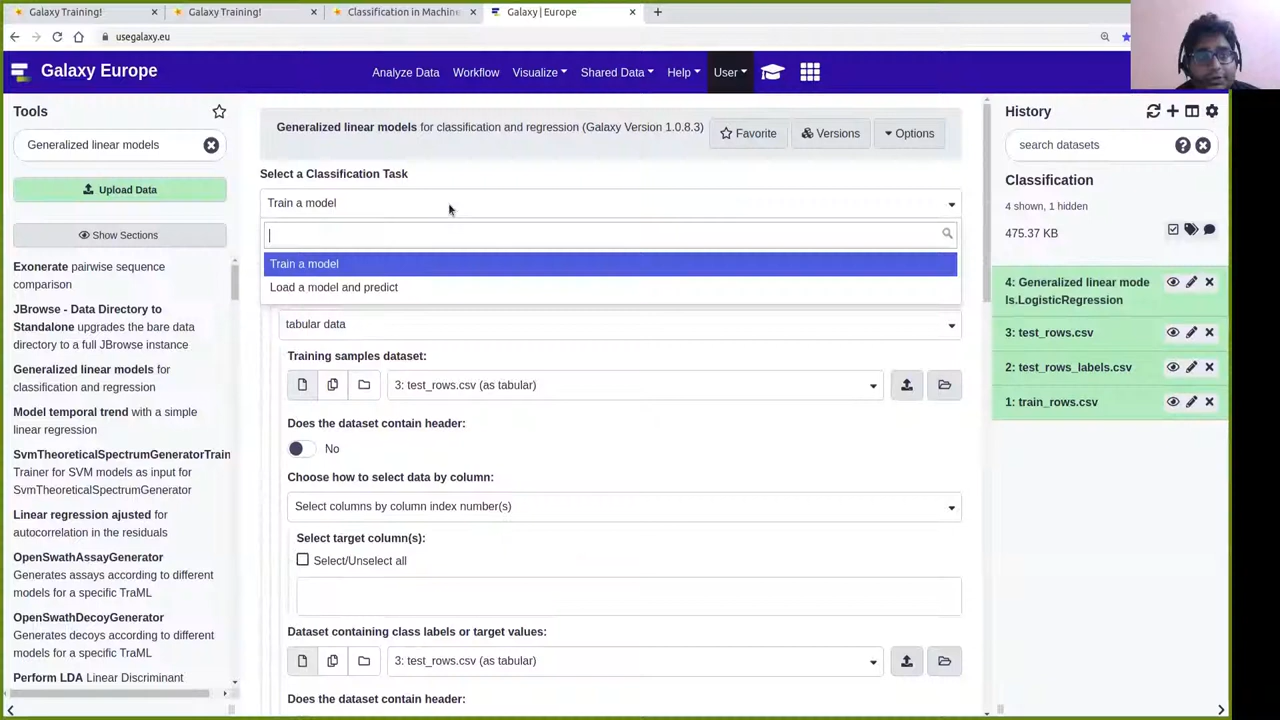 Galaxy Training!
Galaxy Training!
Classification in Machine
Galaxy | Europe
usegalaxy.eu
Galaxy Europe
Analyze Data
Workflow
Visualize
Shared Data
Help
User
Tools
Generalized linear models
Upload Data
Show Sections
Exonerate pairwise sequence
comparison
JBrowse - Data Directory to
Standalone upgrades the bare data
directory to a full JBrowse instance
Generalized linear models for
classification and regression
Model temporal trend with a simple
linear regression
SvmTheoreticalSpectrumGeneratorTrain
Trainer for SVM models as input for
SvmTheoreticalSpectrumGenerator
Linear regression ajusted for
autocorrelation in the residuals
OpenSwathAssayGenerator
Generates assays according to different
models for a specific TraML
OpenSwathDecoyGenerator
Generates decoys according to different
models for a specific TraML
Perform LDA Linear Discriminant
Generalized linear models for classification and regression (Galaxy Version 1.0.8.3)
Favorite
Versions
Options
Select a Classification Task
Train a model
Train a model
Load a model and predict
tabular data
Training samples dataset:
3: test_rows.csv (as tabular)
Does the dataset contain header:
No
Choose how to select data by column:
Select columns by column index number(s)
Select target column(s):
Select/Unselect all
Dataset containing class labels or target values:
3: test_rows.csv (as tabular)
Does the dataset contain header:
History
search datasets
Classification
4 shown, 1 hidden
475.37 KB
4: Generalized linear mode
ls.LogisticRegression
3: test_rows.csv
2: test_rows_labels.csv
1: train_rows.csv